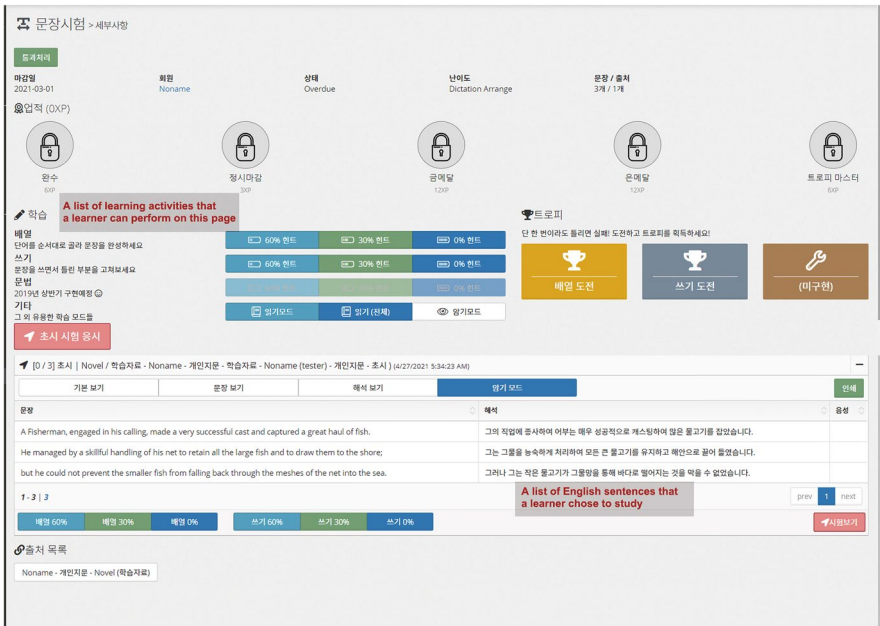 문장시험 > 세부사항
통과처리
마감일 회원 상태 난이도 문장 / 출처
2021-03-01 Noname Overdue Dictation Arrange 3개 / 1개
업적 (0XP)
완수 정시마감 금메달 은메달 트로피 마스터
6XP 3XP 12XP 12XP 6XP
A list of learning activities that
a learner can perform on this page
학습
배열
단어를 순서대로 골라 문장을 완성하세요
60% 힌트 30% 힌트 0% 힌트
쓰기
문장을 쓰면서 틀린 부분을 고쳐보세요
60% 힌트 30% 힌트 0% 힌트
문법
2019년 상반기 구현예정
기타
그 외 유용한 학습 모드들
읽기모드 읽기 (전체) 암기모드
트로피
단 한 번이라도 틀리면 실패! 도전하고 트로피를 획득하세요!
배열 도전 쓰기 도전 (미구현)
초시 시험 응시
[0 / 3] 초시 | Novel / 학습자료 - Noname - 개인지문 - 학습자료 - Noname (tester) - 개인지문 - 초시 ) (4/27/2021 5:34:23 AM)
기본 보기 문장 보기 해석 보기 암기 모드 인쇄
문장 해석 음성
A Fisherman, engaged in his calling, made a very successful cast and captured a great haul of fish. 그의 직업에 종사하여 어부는 매우 성공적으로 캐스팅하여 많은 물고기를 잡았습니다.
He managed by a skillful handling of his net to retain all the large fish and to draw them to the shore; 그는 그물을 능숙하게 처리하여 모든 큰 물고기를 유지하고 해안으로 끌어 들였습니다.
but he could not prevent the smaller fish from falling back through the meshes of the net into the sea. 그러나 그는 작은 물고기가 그물망을 통해 바다로 떨어지는 것을 막을 수 없었습니다.
1 - 3 | 3
A list of English sentences that
a learner chose to study
prev 1 next
배열 60% 배열 30% 배열 0% 쓰기 60% 쓰기 30% 쓰기 0% 시험보기
출처 목록
Noname - 개인지문 - Novel (학습자료)